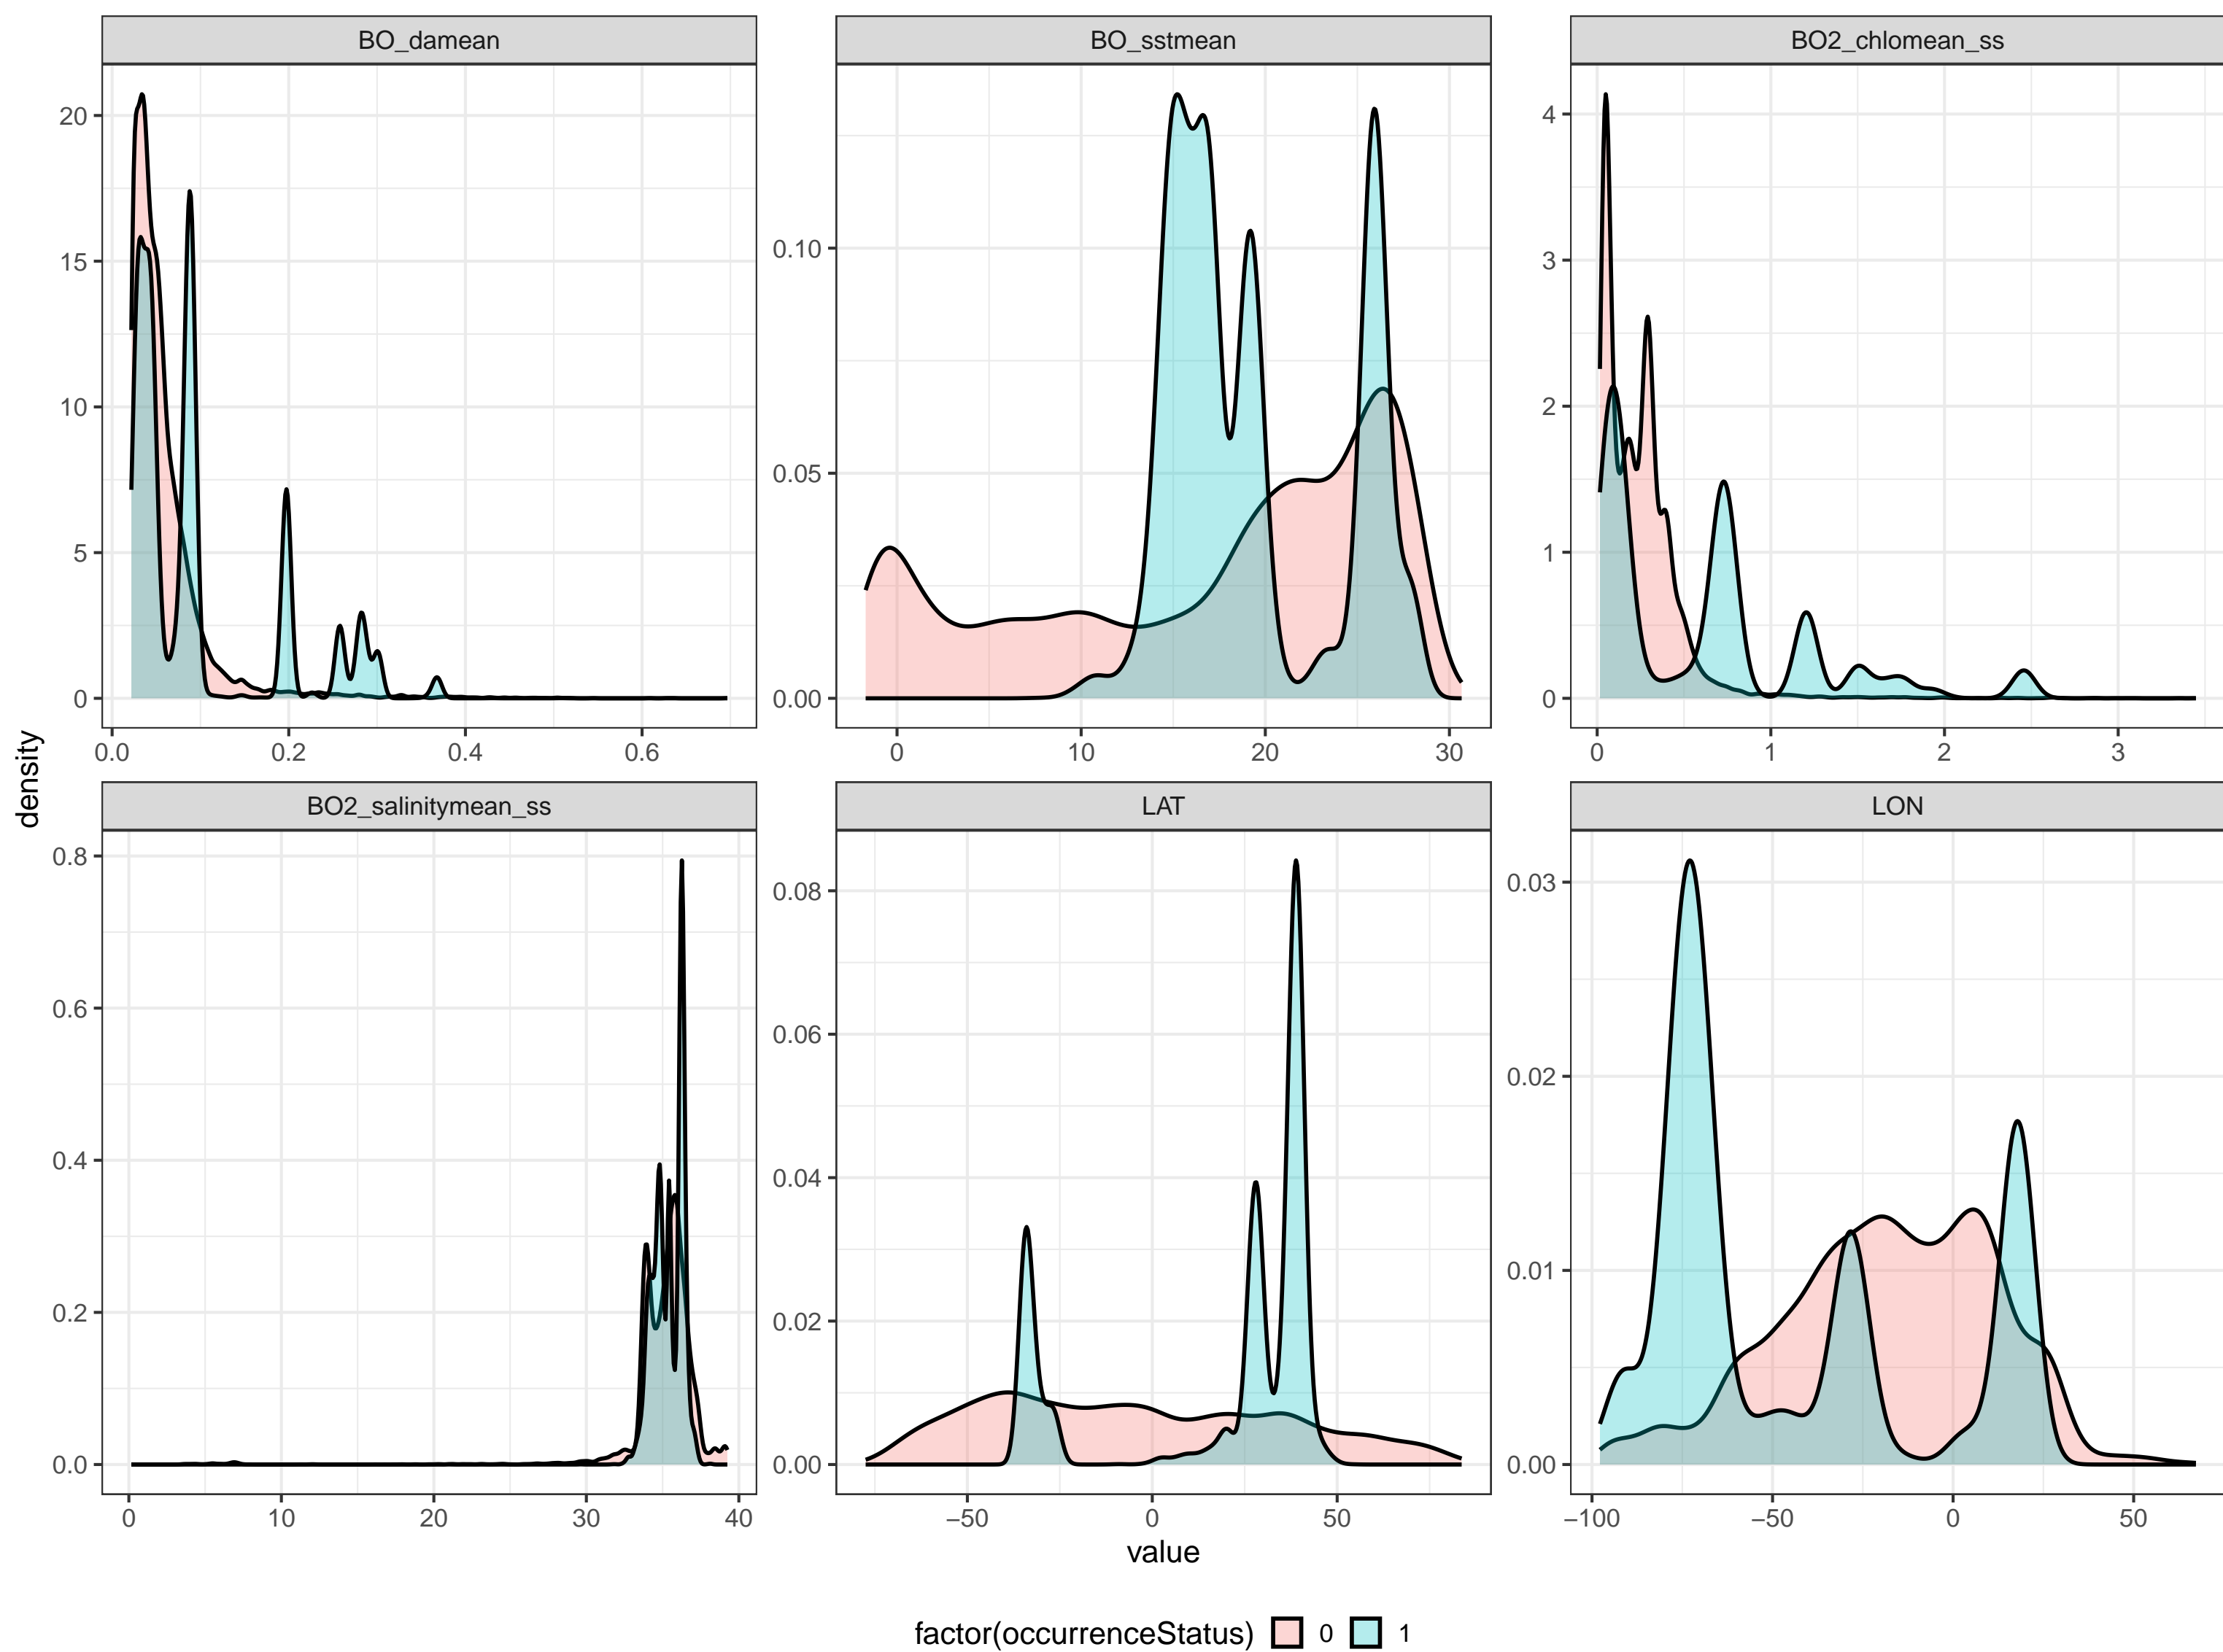 BO_damean BO_sstmean BO2_chlomean_ss
20
15
10
5
0
0.0 0.2 0.4 0.6
0.10
0.05
0.00
0 10 20 30
4
3
2
1
0
0 1 2 3
density
BO2_salinitymean_ss LAT LON
0.8
0.6
0.4
0.2
0.0
0 10 20 30 40
0.08
0.06
0.04
0.02
0.00
−50 0 50
0.03
0.02
0.01
0.00
−100 −50 0 50
value
factor(occurrenceStatus) 0 1